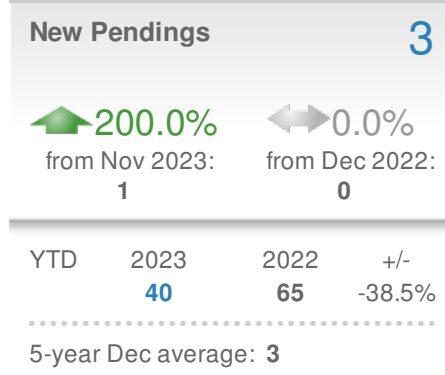 New Pendings 3
200.0% 0.0%
from Nov 2023: from Dec 2022:
1 0
YTD 2023 2022 +/-
40 65 -38.5%
5-year Dec average: 3